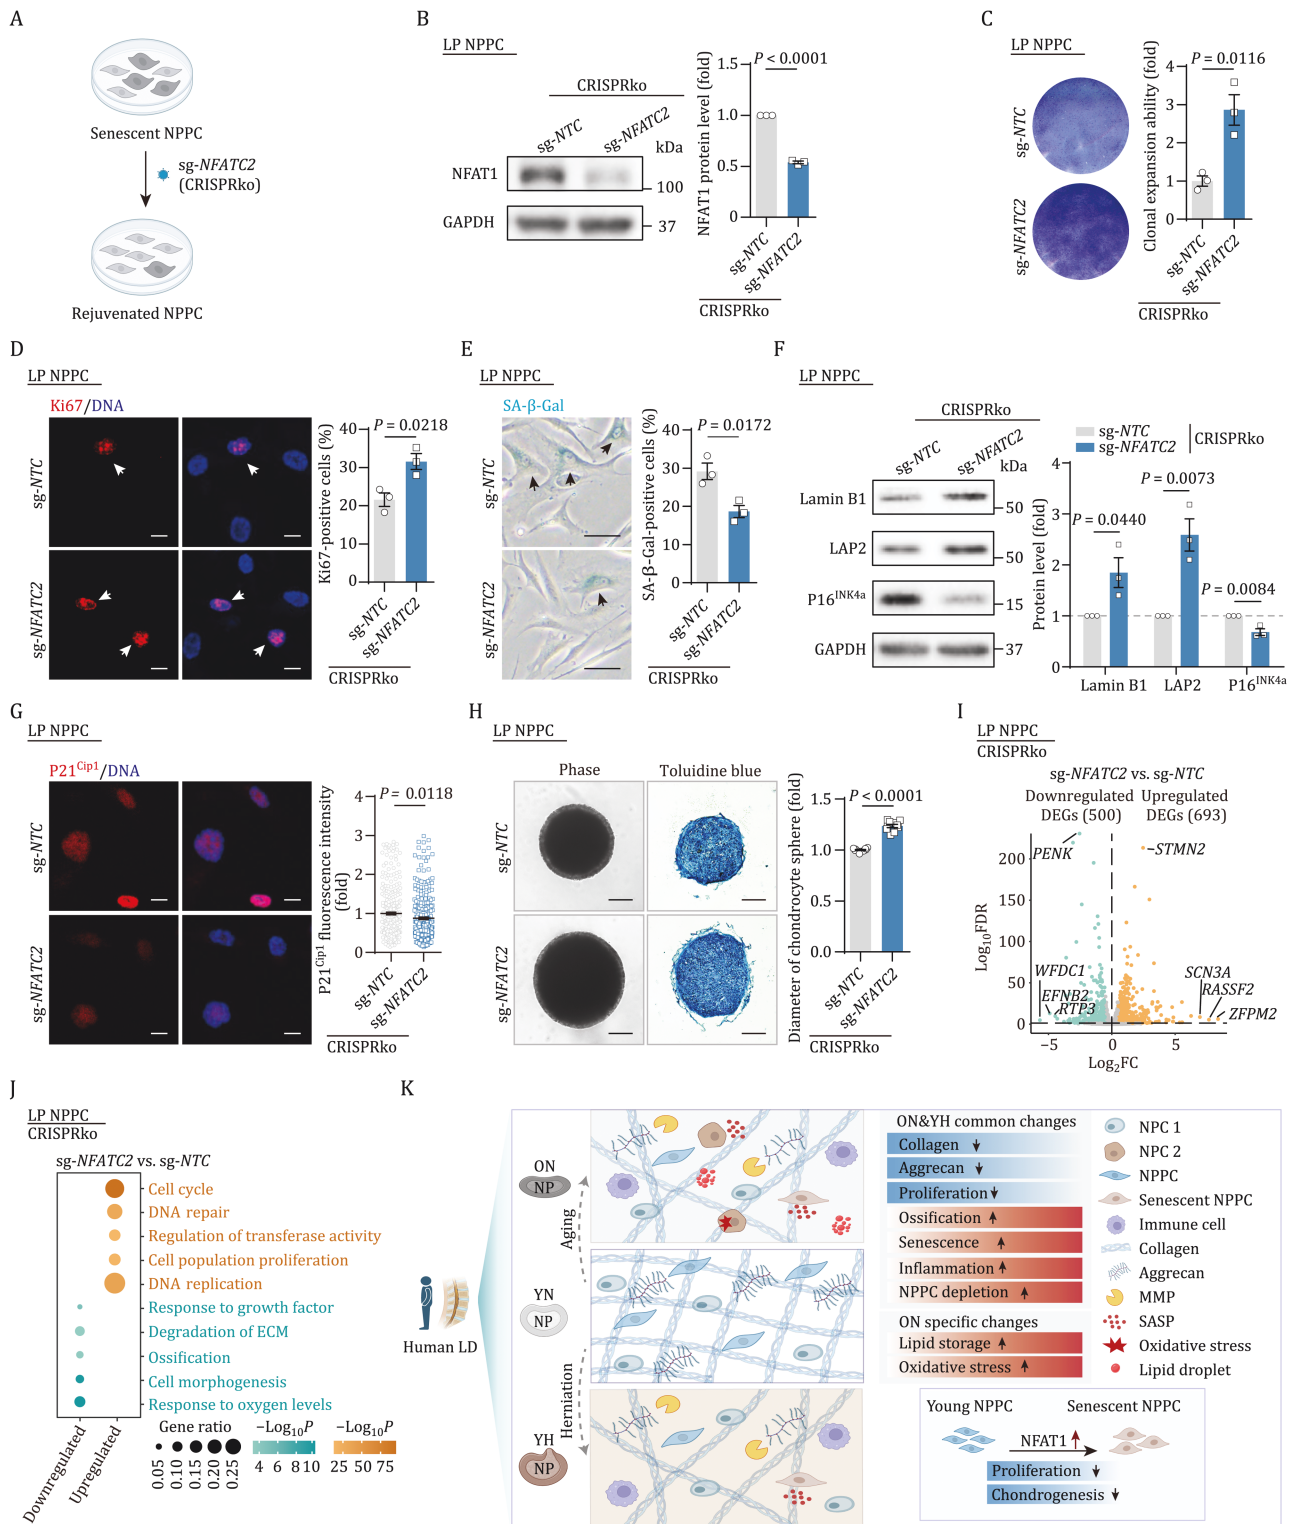 A
Senescent NPPC
sg-NFATC2
(CRISPRko)
Rejuvenated NPPC
B
LP NPPC
CRISPRko
sg-NTC
sg-NFATC2
kDa
NFAT1
100
GAPDH
37
NFAT1 protein level (fold)
P < 0.0001
1.5
1.0
0.5
0
sg-NTC
sg-NFATC2
CRISPRko
C
LP NPPC
sg-NTC
sg-NFATC2
Clonal expansion ability (fold)
P = 0.0116
4
3
2
1
0
sg-NTC
sg-NFATC2
CRISPRko
D
LP NPPC
Ki67/DNA
sg-NTC
sg-NFATC2
Ki67-positive cells (%)
P = 0.0218
40
30
20
10
0
sg-NTC
sg-NFATC2
CRISPRko
E
LP NPPC
SA-β-Gal
sg-NTC
sg-NFATC2
SA-β-Gal-positive cells (%)
P = 0.0172
40
30
20
10
0
sg-NTC
sg-NFATC2
CRISPRko
F
LP NPPC
CRISPRko
sg-NTC
sg-NFATC2
kDa
Lamin B1
50
LAP2
50
P16INK4a
15
GAPDH
37
sg-NTC
sg-NFATC2
CRISPRko
Protein level (fold)
P = 0.0073
P = 0.0440
P = 0.0084
4
3
2
1
0
Lamin B1 LAP2 P16INK4a
G
LP NPPC
P21Cip1/DNA
sg-NTC
sg-NFATC2
P21Cip1 fluorescence intensity
(fold)
P = 0.0118
4
3
2
1
0
sg-NTC
sg-NFATC2
CRISPRko
H
LP NPPC
Phase Toluidine blue
sg-NTC
sg-NFATC2
Diameter of chondrocyte sphere (fold)
P < 0.0001
1.5
1.0
0.5
0.0
sg-NTC
sg-NFATC2
CRISPRko
I
LP NPPC
CRISPRko
sg-NFATC2 vs. sg-NTC
Downregulated Upregulated
DEGs (500) DEGs (693)
Log10FDR
200
150
100
50
0
PENK
STMN2
WFDC1
EFNB2
RTP3
SCN3A
RASSF2
ZFPM2
−5 0 5
Log2FC
J
LP NPPC
CRISPRko
sg-NFATC2 vs. sg-NTC
Cell cycle
DNA repair
Regulation of transferase activity
Cell population proliferation
DNA replication
Response to growth factor
Degradation of ECM
Ossification
Cell morphogenesis
Response to oxygen levels
Downregulated
Upregulated
Gene ratio
0.05
0.10
0.15
0.20
0.25
−Log10P
4 6 8 10
−Log10P
25 50 75
K
Human LD
ON
NP
Aging
YN
NP
Herniation
YH
NP
ON&YH common changes
Collagen ↓
Aggrecan ↓
Proliferation ↓
Ossification ↑
Senescence ↑
Inflammation ↑
NPPC depletion ↑
ON specific changes
Lipid storage ↑
Oxidative stress ↑
NPC 1
NPC 2
NPPC
Senescent NPPC
Immune cell
Collagen
Aggrecan
MMP
SASP
Oxidative stress
Lipid droplet
Young NPPC Senescent NPPC
NFAT1 ↑
Proliferation ↓
Chondrogenesis ↓